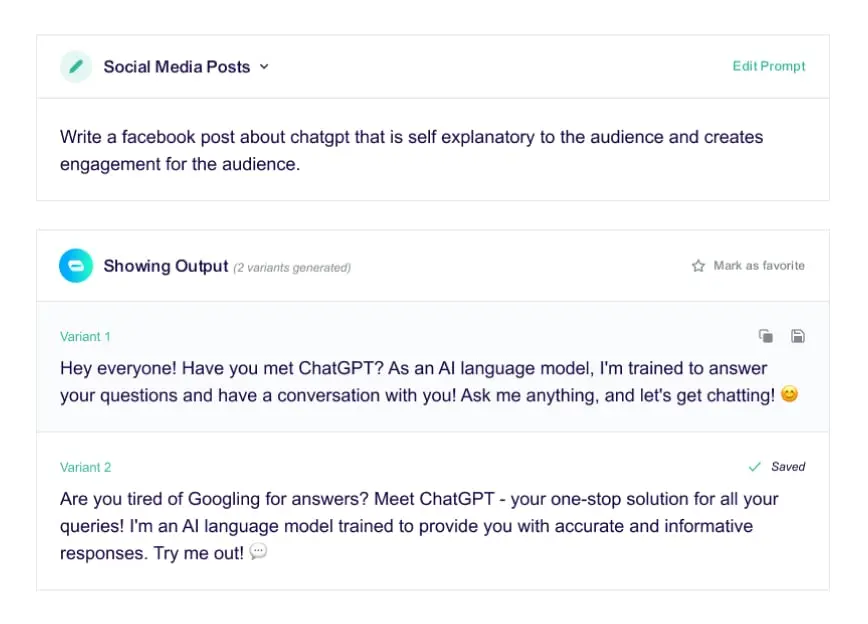 Social Media Posts
Edit Prompt
Write a facebook post about chatgpt that is self explanatory to the audience and creates
engagement for the audience.
Showing Output (2 variants generated)
Mark as favorite
Variant 1
Hey everyone! Have you met ChatGPT? As an AI language model, I'm trained to answer
your questions and have a conversation with you! Ask me anything, and let's get chatting! 😊
Variant 2
Saved
Are you tired of Googling for answers? Meet ChatGPT - your one-stop solution for all your
queries! I'm an AI language model trained to provide you with accurate and informative
responses. Try me out! 💬